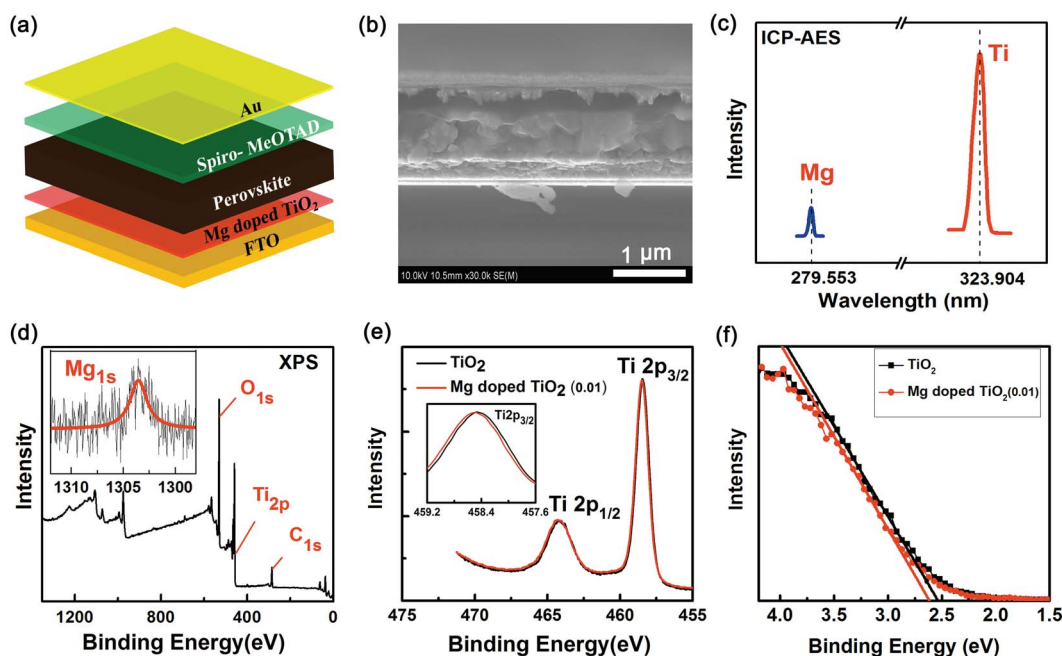 (a)
Au
Spiro- MeOTAD
Perovskite
Mg doped TiO₂
FTO
(b)
1 μm
10.0kV 10.5mm x30.0k SE(M)
(c)
ICP-AES
Ti
Mg
Intensity
279.553
323.904
Wavelength (nm)
(d)
XPS
Mg₁ₛ
1310 1305 1300
O₁ₛ
Ti₂ₚ
C₁ₛ
Intensity
1200 800 400 0
Binding Energy(eV)
(e)
TiO₂
Mg doped TiO₂ (0.01)
Ti 2p₃/₂
Ti2p₃/₂
459.2 458.4 457.6
Ti 2p₁/₂
Intensity
475 470 465 460 455
Binding Energy(eV)
(f)
TiO₂
Mg doped TiO₂(0.01)
Intensity
4.0 3.5 3.0 2.5 2.0 1.5
Binding Energy (eV)